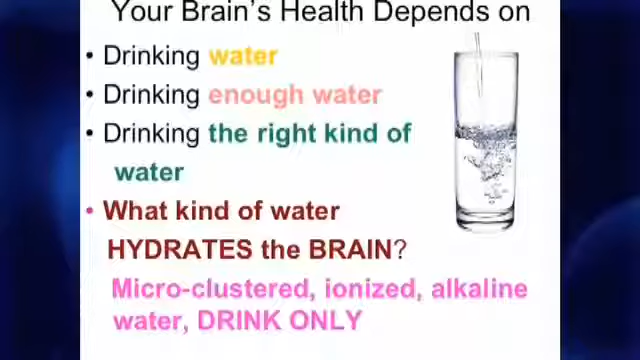 Your Brain's Health Depends on
• Drinking water
• Drinking enough water
• Drinking the right kind of
water
• What kind of water
HYDRATES the BRAIN?
Micro-clustered, ionized, alkaline
water, DRINK ONLY